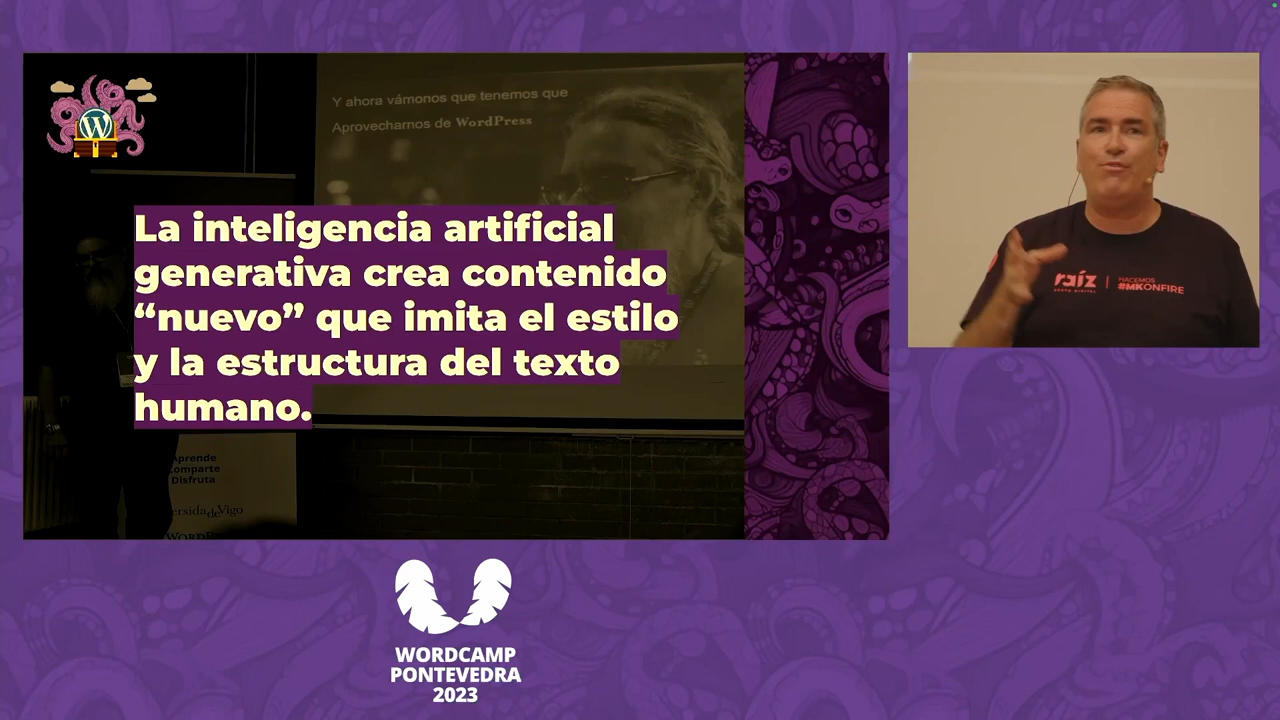 Y ahora vámonos que tenemos que
Aprovecharnos de WordPress
La inteligencia artificial
generativa crea contenido
“nuevo” que imita el estilo
y la estructura del texto
humano.
Aprende
Comparte
Disfruta
raíz
HACEMOS
#MKONFIRE
WORDCAMP
PONTEVEDRA
2023